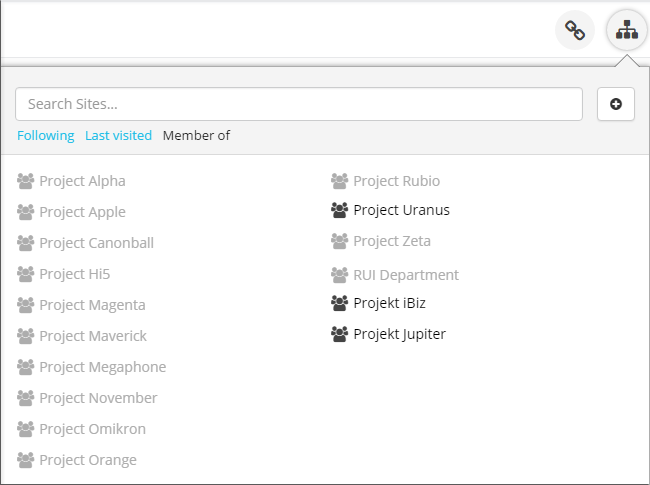 Search Sites...
Following Last visited Member of
Project Alpha
Project Apple
Project Canonball
Project Hi5
Project Magenta
Project Maverick
Project Megaphone
Project November
Project Omikron
Project Orange
Project Rubio
Project Uranus
Project Zeta
RUI Department
Projekt iBiz
Projekt Jupiter